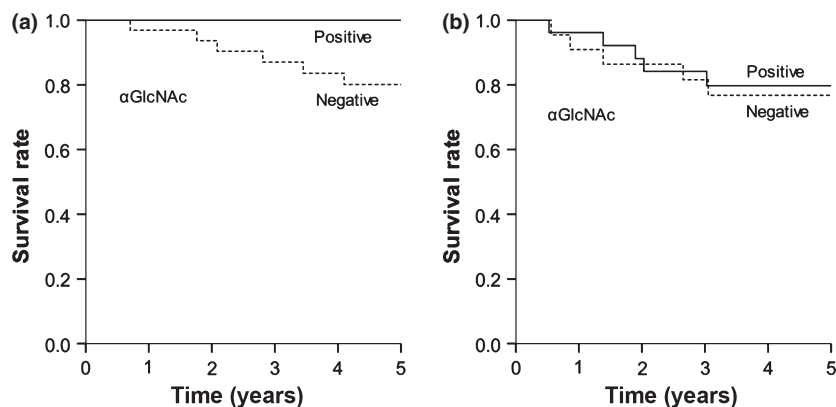 (a)
Survival rate
1.0
0.8
0.6
0.4
0.2
0.0
Positive
Negative
αGlcNAc
0 1 2 3 4 5
Time (years)
(b)
Survival rate
1.0
0.8
0.6
0.4
0.2
0.0
Positive
Negative
αGlcNAc
0 1 2 3 4 5
Time (years)